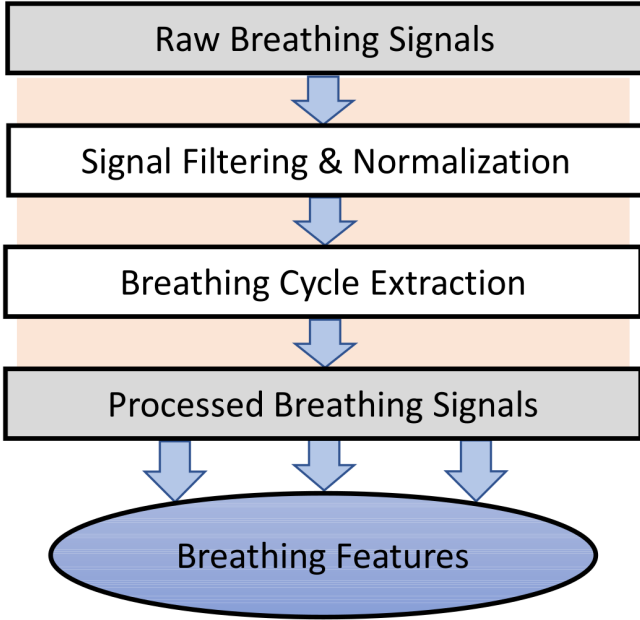 Raw Breathing Signals
Signal Filtering & Normalization
Breathing Cycle Extraction
Processed Breathing Signals
Breathing Features